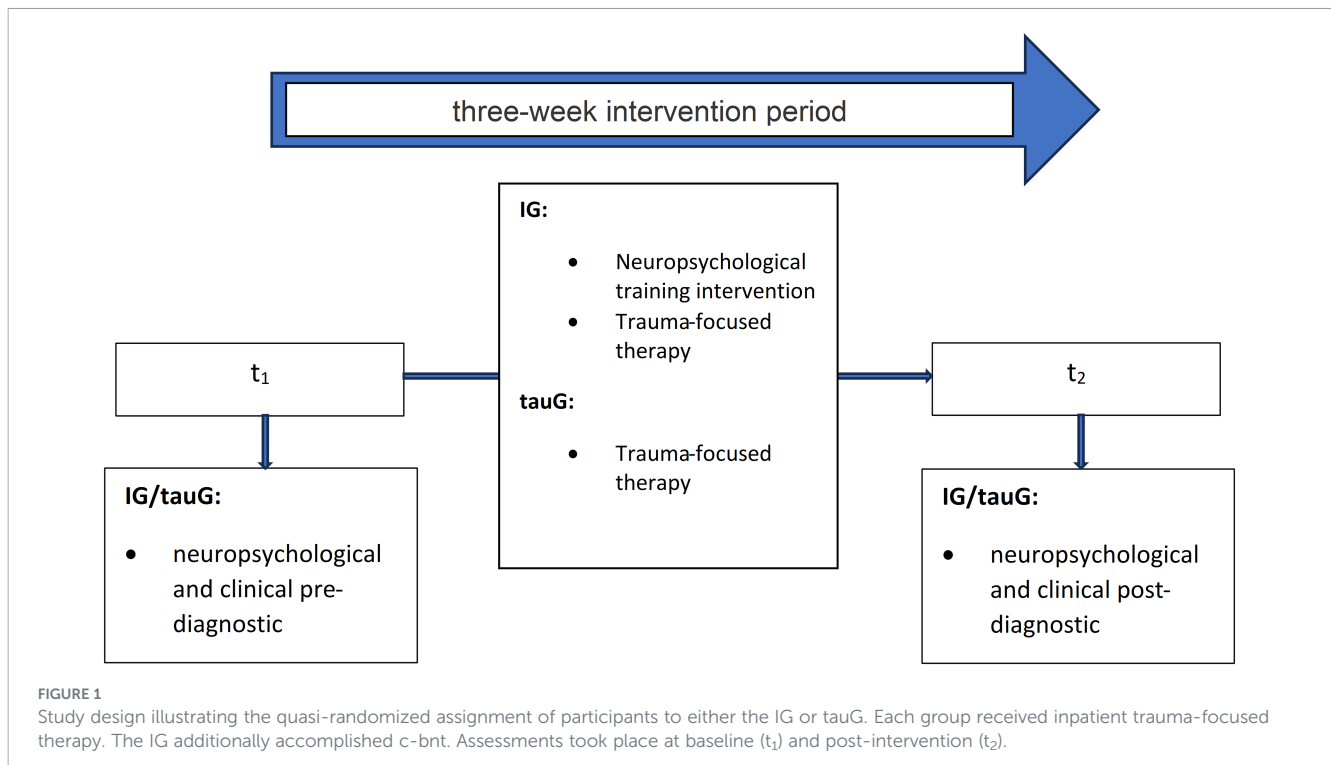 three-week intervention period
IG:
• Neuropsychological
training intervention
• Trauma-focused
therapy
tauG:
• Trauma-focused
therapy
t₁
t₂
IG/tauG:
• neuropsychological
and clinical pre-
diagnostic
IG/tauG:
• neuropsychological
and clinical post-
diagnostic
FIGURE 1
Study design illustrating the quasi-randomized assignment of participants to either the IG or tauG. Each group received inpatient trauma-focused
therapy. The IG additionally accomplished c-bnt. Assessments took place at baseline (t₁) and post-intervention (t₂).